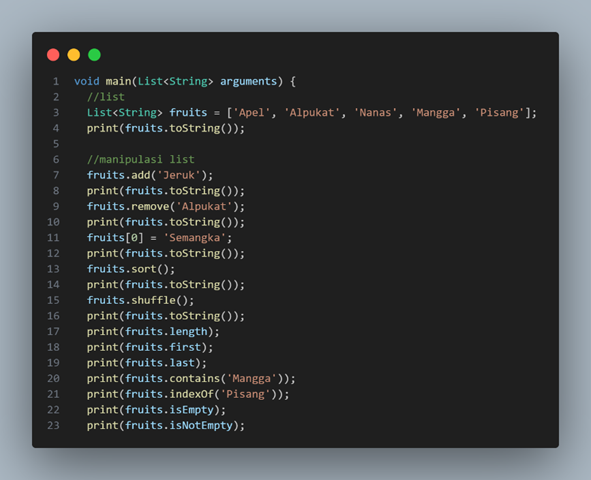 1 void main(List<String> arguments) {
2 //list
3 List<String> fruits = ['Apel', 'Alpukat', 'Nanas', 'Mangga', 'Pisang'];
4 print(fruits.toString());
5
6 //manipulasi list
7 fruits.add('Jeruk');
8 print(fruits.toString());
9 fruits.remove('Alpukat');
10 print(fruits.toString());
11 fruits[0] = 'Semangka';
12 print(fruits.toString());
13 fruits.sort();
14 print(fruits.toString());
15 fruits.shuffle();
16 print(fruits.toString());
17 print(fruits.length);
18 print(fruits.first);
19 print(fruits.last);
20 print(fruits.contains('Mangga'));
21 print(fruits.indexOf('Pisang'));
22 print(fruits.isEmpty);
23 print(fruits.isNotEmpty);